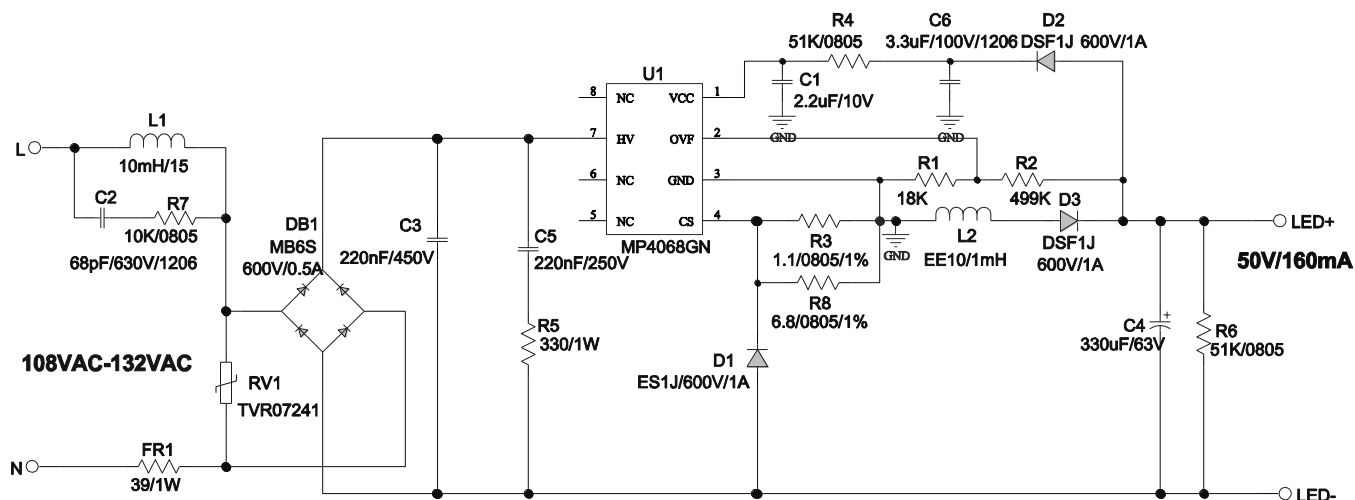 R4
51K/0805
C6
3.3uF/100V/1206
D2
DSF1J 600V/1A
U1
C1
2.2uF/10V
GND
GND
8 NC VCC 1
7 HV OVF 2
6 NC GND 3
5 NC CS 4
MP4068GN
L
L1
10mH/15
C2
R7
10K/0805
68pF/630V/1206
DB1
MB6S
600V/0.5A
C3
220nF/450V
C5
220nF/250V
R1
18K
R2
499K
R3
1.1/0805/1%
GND
L2
EE10/1mH
D3
DSF1J
600V/1A
LED+
50V/160mA
R8
6.8/0805/1%
R5
330/1W
D1
ES1J/600V/1A
C4
+
330uF/63V
R6
51K/0805
108VAC-132VAC
RV1
TVR07241
N
FR1
39/1W
LED-